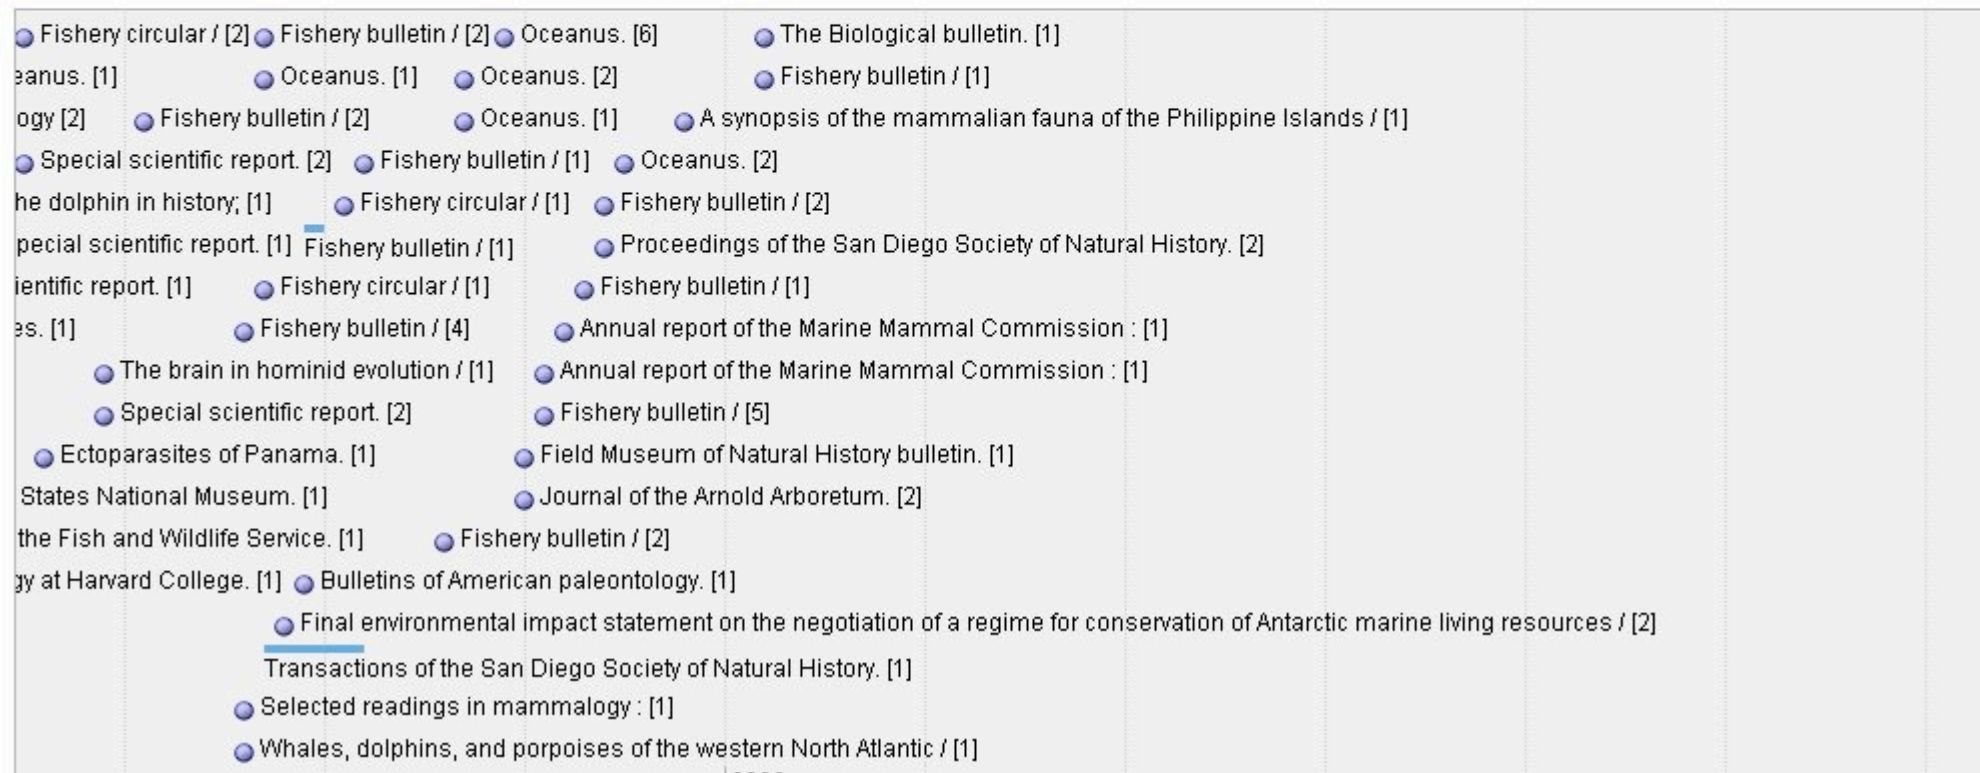 Fishery circular / [2] Fishery bulletin / [2] Oceanus. [6] The Biological bulletin. [1]
eanus. [1] Oceanus. [1] Oceanus. [2] Fishery bulletin / [1]
ogy [2] Fishery bulletin / [2] Oceanus. [1] A synopsis of the mammalian fauna of the Philippine Islands / [1]
Special scientific report. [2] Fishery bulletin / [1] Oceanus. [2]
he dolphin in history; [1] Fishery circular / [1] Fishery bulletin / [2]
pecial scientific report. [1] Fishery bulletin / [1] Proceedings of the San Diego Society of Natural History. [2]
ientific report. [1] Fishery circular / [1] Fishery bulletin / [1]
es. [1] Fishery bulletin / [4] Annual report of the Marine Mammal Commission : [1]
The brain in hominid evolution / [1] Annual report of the Marine Mammal Commission : [1]
Special scientific report. [2] Fishery bulletin / [5]
Ectoparasites of Panama. [1] Field Museum of Natural History bulletin. [1]
States National Museum. [1] Journal of the Arnold Arboretum. [2]
the Fish and Wildlife Service. [1] Fishery bulletin / [2]
gy at Harvard College. [1] Bulletins of American paleontology. [1]
Final environmental impact statement on the negotiation of a regime for conservation of Antarctic marine living resources / [2]
Transactions of the San Diego Society of Natural History. [1]
Selected readings in mammalogy : [1]
Whales, dolphins, and porpoises of the western North Atlantic / [1]